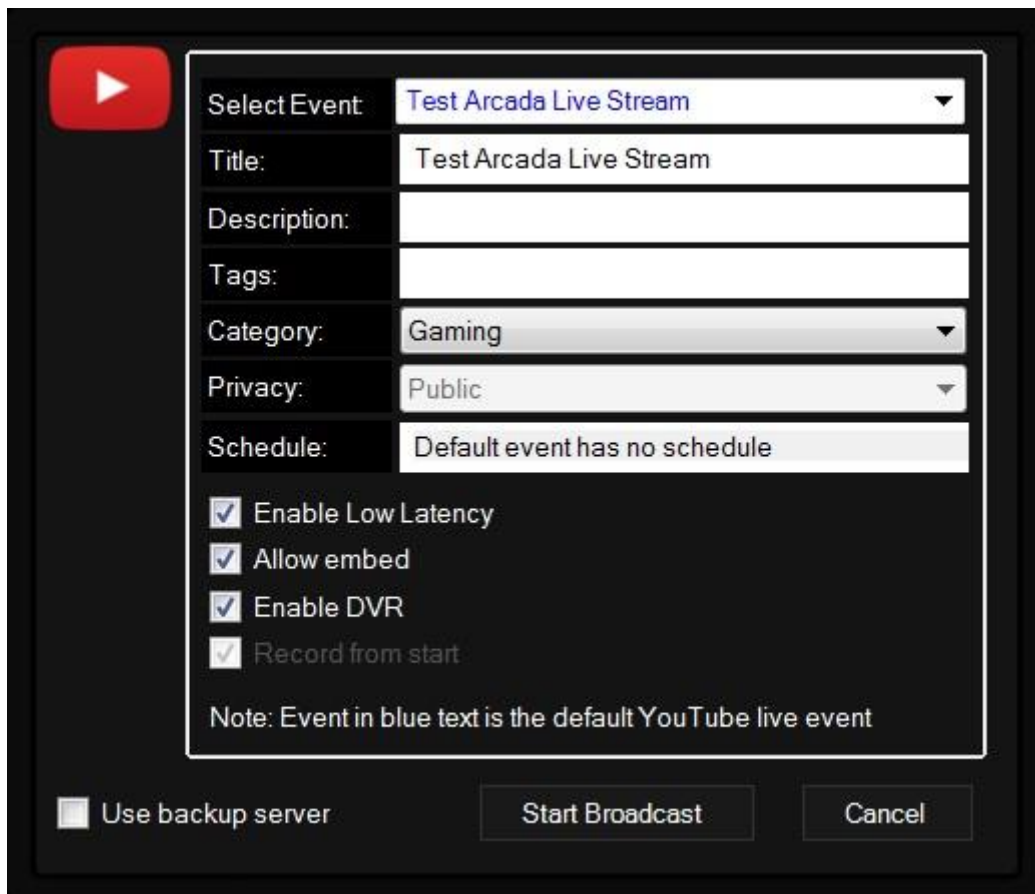 Select Event: Test Arcada Live Stream
Title: Test Arcada Live Stream
Description:
Tags:
Category: Gaming
Privacy: Public
Schedule: Default event has no schedule
Enable Low Latency
Allow embed
Enable DVR
Record from start
Note: Event in blue text is the default YouTube live event
Use backup server Start Broadcast Cancel